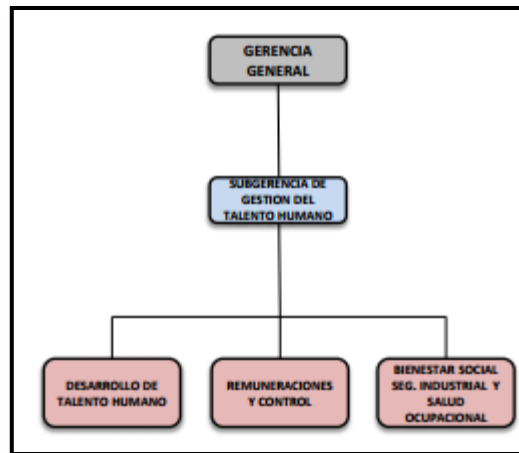 GERENCIA
GENERAL
SUBGERENCIA DE
GESTION DEL
TALENTO HUMANO
DESARROLLO DE
TALENTO HUMANO
REMUNERACIONES
Y CONTROL
BIENESTAR SOCIAL
SEG. INDUSTRIAL Y
SALUD
OCUPACIONAL